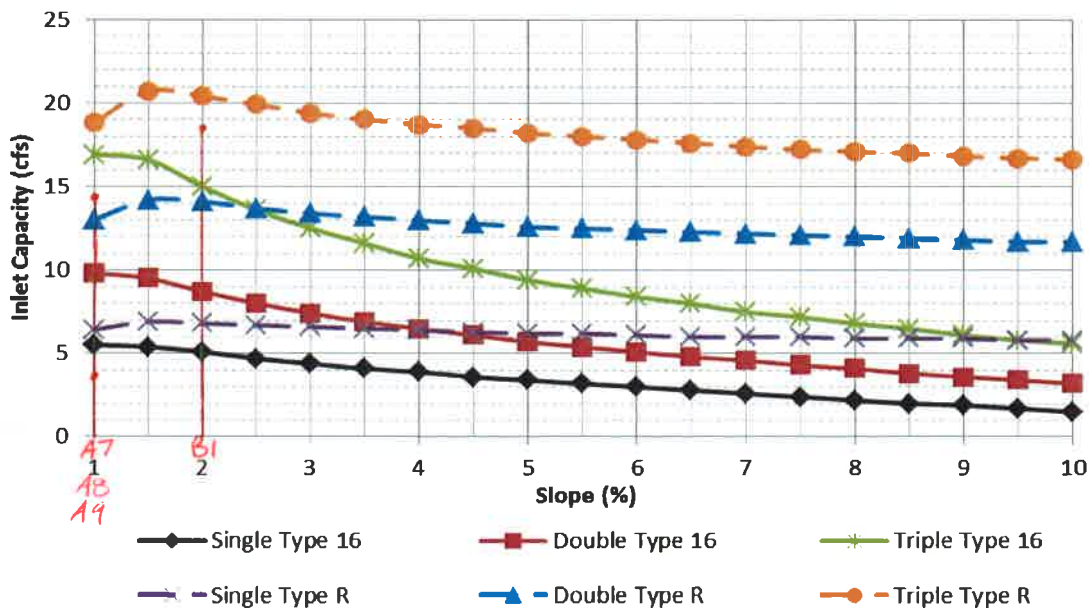 25
20
15
10
5
0
Inlet Capacity (cfs)
1 2 3 4 5 6 7 8 9 10
A7 B1
A8
A9
Slope (%)
Single Type 16 Double Type 16 Triple Type 16
Single Type R Double Type R Triple Type R